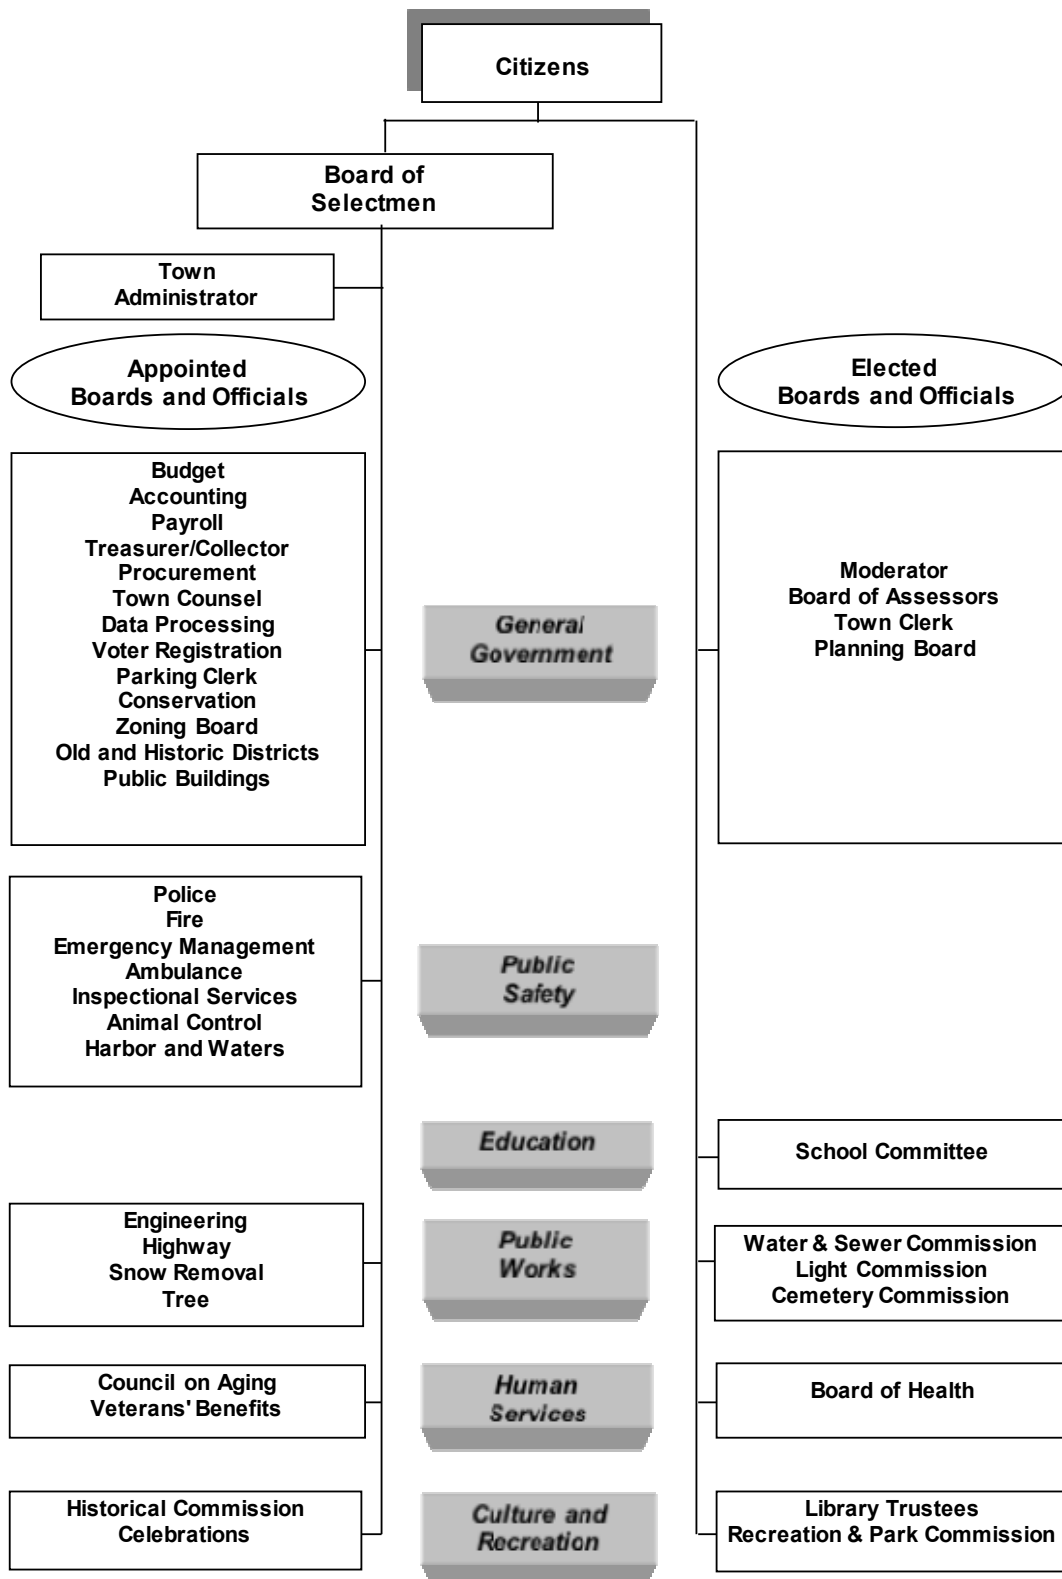 Citizens
Board of
Selectmen
Town
Administrator
Appointed
Boards and Officials
Elected
Boards and Officials
Budget
Accounting
Payroll
Treasurer/Collector
Procurement
Town Counsel
Data Processing
Voter Registration
Parking Clerk
Conservation
Zoning Board
Old and Historic Districts
Public Buildings
General
Government
Moderator
Board of Assessors
Town Clerk
Planning Board
Police
Fire
Emergency Management
Ambulance
Inspectional Services
Animal Control
Harbor and Waters
Public
Safety
Education
School Committee
Engineering
Highway
Snow Removal
Tree
Public
Works
Water & Sewer Commission
Light Commission
Cemetery Commission
Council on Aging
Veterans' Benefits
Human
Services
Board of Health
Historical Commission
Celebrations
Culture and
Recreation
Library Trustees
Recreation & Park Commission